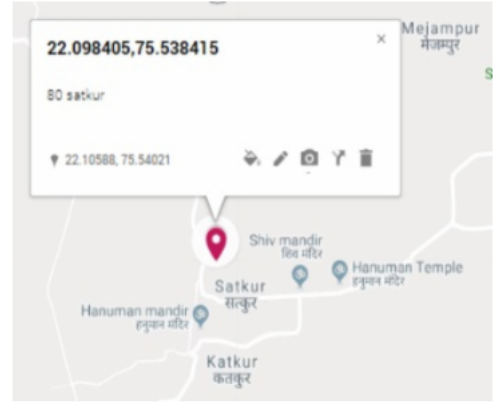 Mejampur
मेजमपुर
S
22.098405,75.538415
80 satkur
22.10588, 75.54021
Shiv mandir
शिव मंदिर
Hanuman Temple
हनुमान मंदिर
Satkur
सत्कुर
Hanuman mandir
हनुमान मंदिर
Katkur
कतकुर